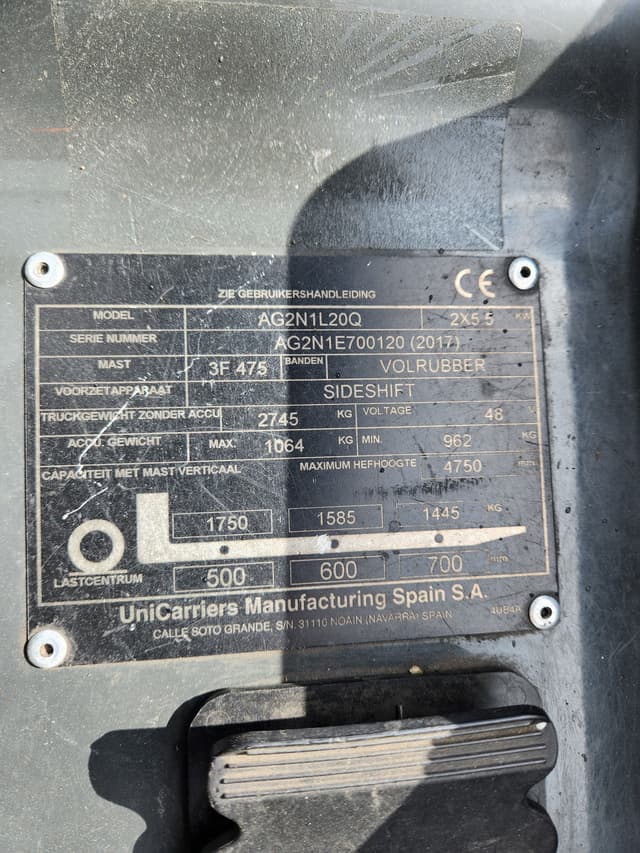 ZIE GEBRUIKERSHANDLEIDING CE
MODEL AG2N1L20Q 2X5.5 KW
SERIE NUMMER AG2N1E700120 (2017)
MAST 3F 475 BANDEN VOLRUBBER
VOORZETAPPARAAT SIDESHIFT
TRUCKGEWICHT ZONDER ACCU 2745 KG VOLTAGE 48 V
ACCU. GEWICHT MAX. 1064 KG MIN. 962
CAPACITEIT MET MAST VERTICAAL MAXIMUM HEFHOOGTE 4750 mm
1750 1585 1445 KG
LASTCENTRUM 500 600 700 mm
UniCarriers Manufacturing Spain S.A.
CALLE SOTO GRANDE, S/N. 31110 NOAIN (NAVARRA) SPAIN